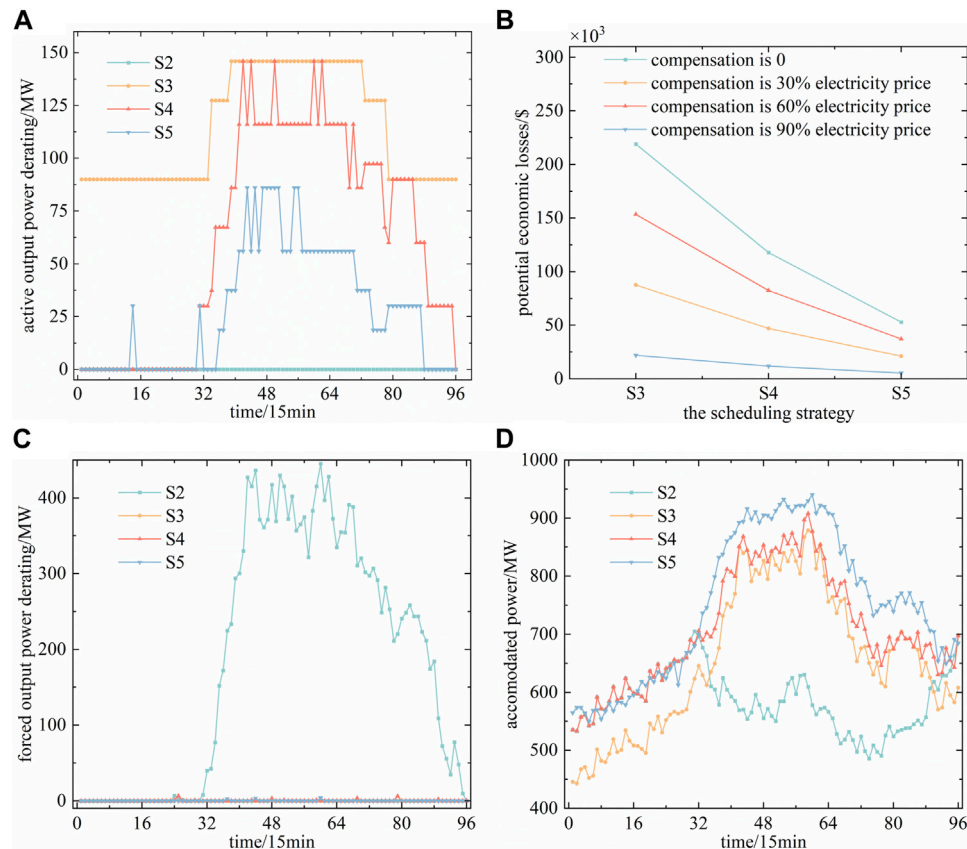 A
active output power derating/MW
150
125
100
75
50
25
0
S2
S3
S4
S5
0 16 32 48 64 80 96
time/15min
B
×10³
potential economic losses/$
300
250
200
150
100
50
0
compensation is 0
compensation is 30% electricity price
compensation is 60% electricity price
compensation is 90% electricity price
S3 S4 S5
the scheduling strategy
C
forced output power derating/MW
400
300
200
100
0
S2
S3
S4
S5
0 16 32 48 64 80 96
time/15min
D
accomodated power/MW
1000
900
800
700
600
500
400
S2
S3
S4
S5
0 16 32 48 64 80 96
time/15min